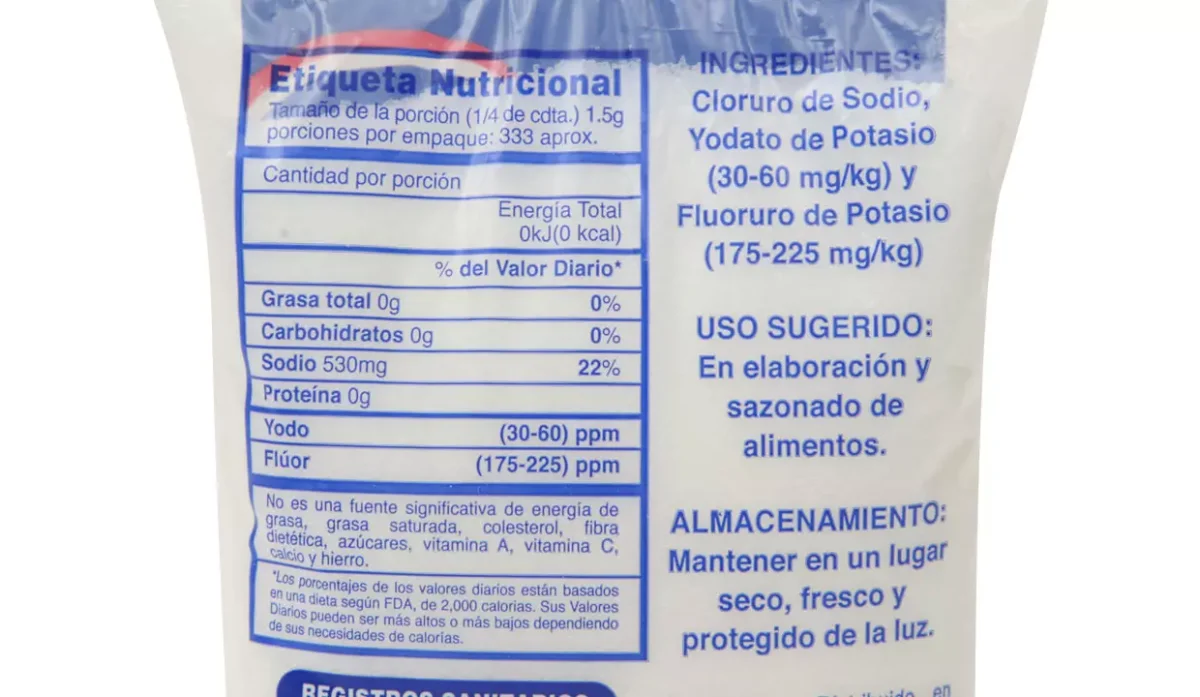 Etiqueta Nutricional
Tamaño de la porción (1/4 de cdta.) 1.5g
porciones por empaque: 333 aprox.
Cantidad por porción
Energía Total
0kJ(0 kcal)
% del Valor Diario*
Grasa total 0g 0%
Carbohidratos 0g 0%
Sodio 530mg 22%
Proteína 0g
Yodo (30-60) ppm
Flúor (175-225) ppm
No es una fuente significativa de energía de
grasa, grasa saturada, colesterol, fibra
dietética, azúcares, vitamina A, vitamina C,
calcio y hierro.
*Los porcentajes de los valores diarios están basados
en una dieta según FDA, de 2,000 calorias. Sus Valores
Diarios pueden ser más altos o más bajos dependiendo
de sus necesidades de calorías.
REGISTROS SANITARIOS
INGREDIENTES:
Cloruro de Sodio,
Yodato de Potasio
(30-60 mg/kg) y
Fluoruro de Potasio
(175-225 mg/kg)
USO SUGERIDO:
En elaboración y
sazonado de
alimentos.
ALMACENAMIENTO:
Mantener en un lugar
seco, fresco y
protegido de la luz.
Distribuido en